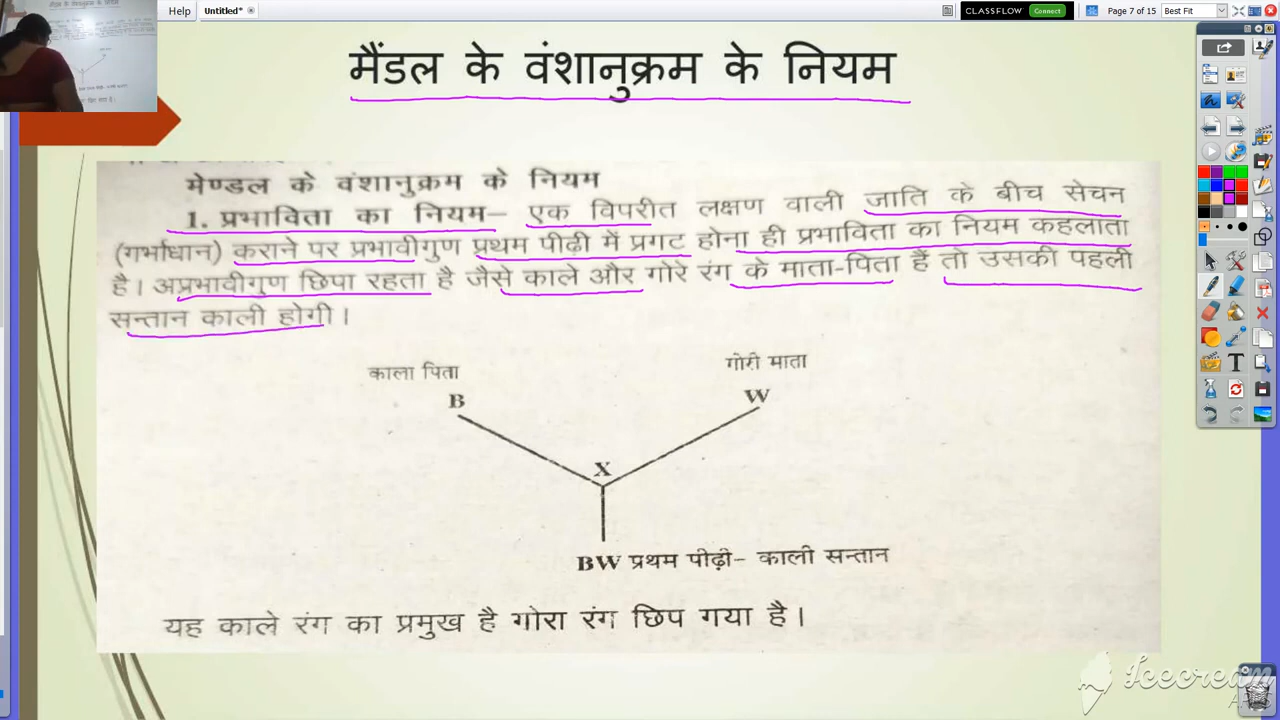 Help
Untitled*
CLASSFLOW Connect
Page 7 of 15
Best Fit
मैंडल के वंशानुक्रम के नियम
मेण्डल के वंशानुक्रम के नियम
1. प्रभाविता का नियम– एक विपरीत लक्षण वाली जाति के बीच सेचन
(गर्भाधान) कराने पर प्रभावीगुण प्रथम पीढ़ी में प्रगट होना ही प्रभाविता का नियम कहलाता
है। अप्रभावीगुण छिपा रहता है जैसे काले और गोरे रंग के माता-पिता हैं तो उसकी पहली
सन्तान काली होगी।
काला पिता
गोरी माता
B
W
X
BW प्रथम पीढ़ी– काली सन्तान
यह काले रंग का प्रमुख है गोरा रंग छिप गया है।
Icecream
APPS